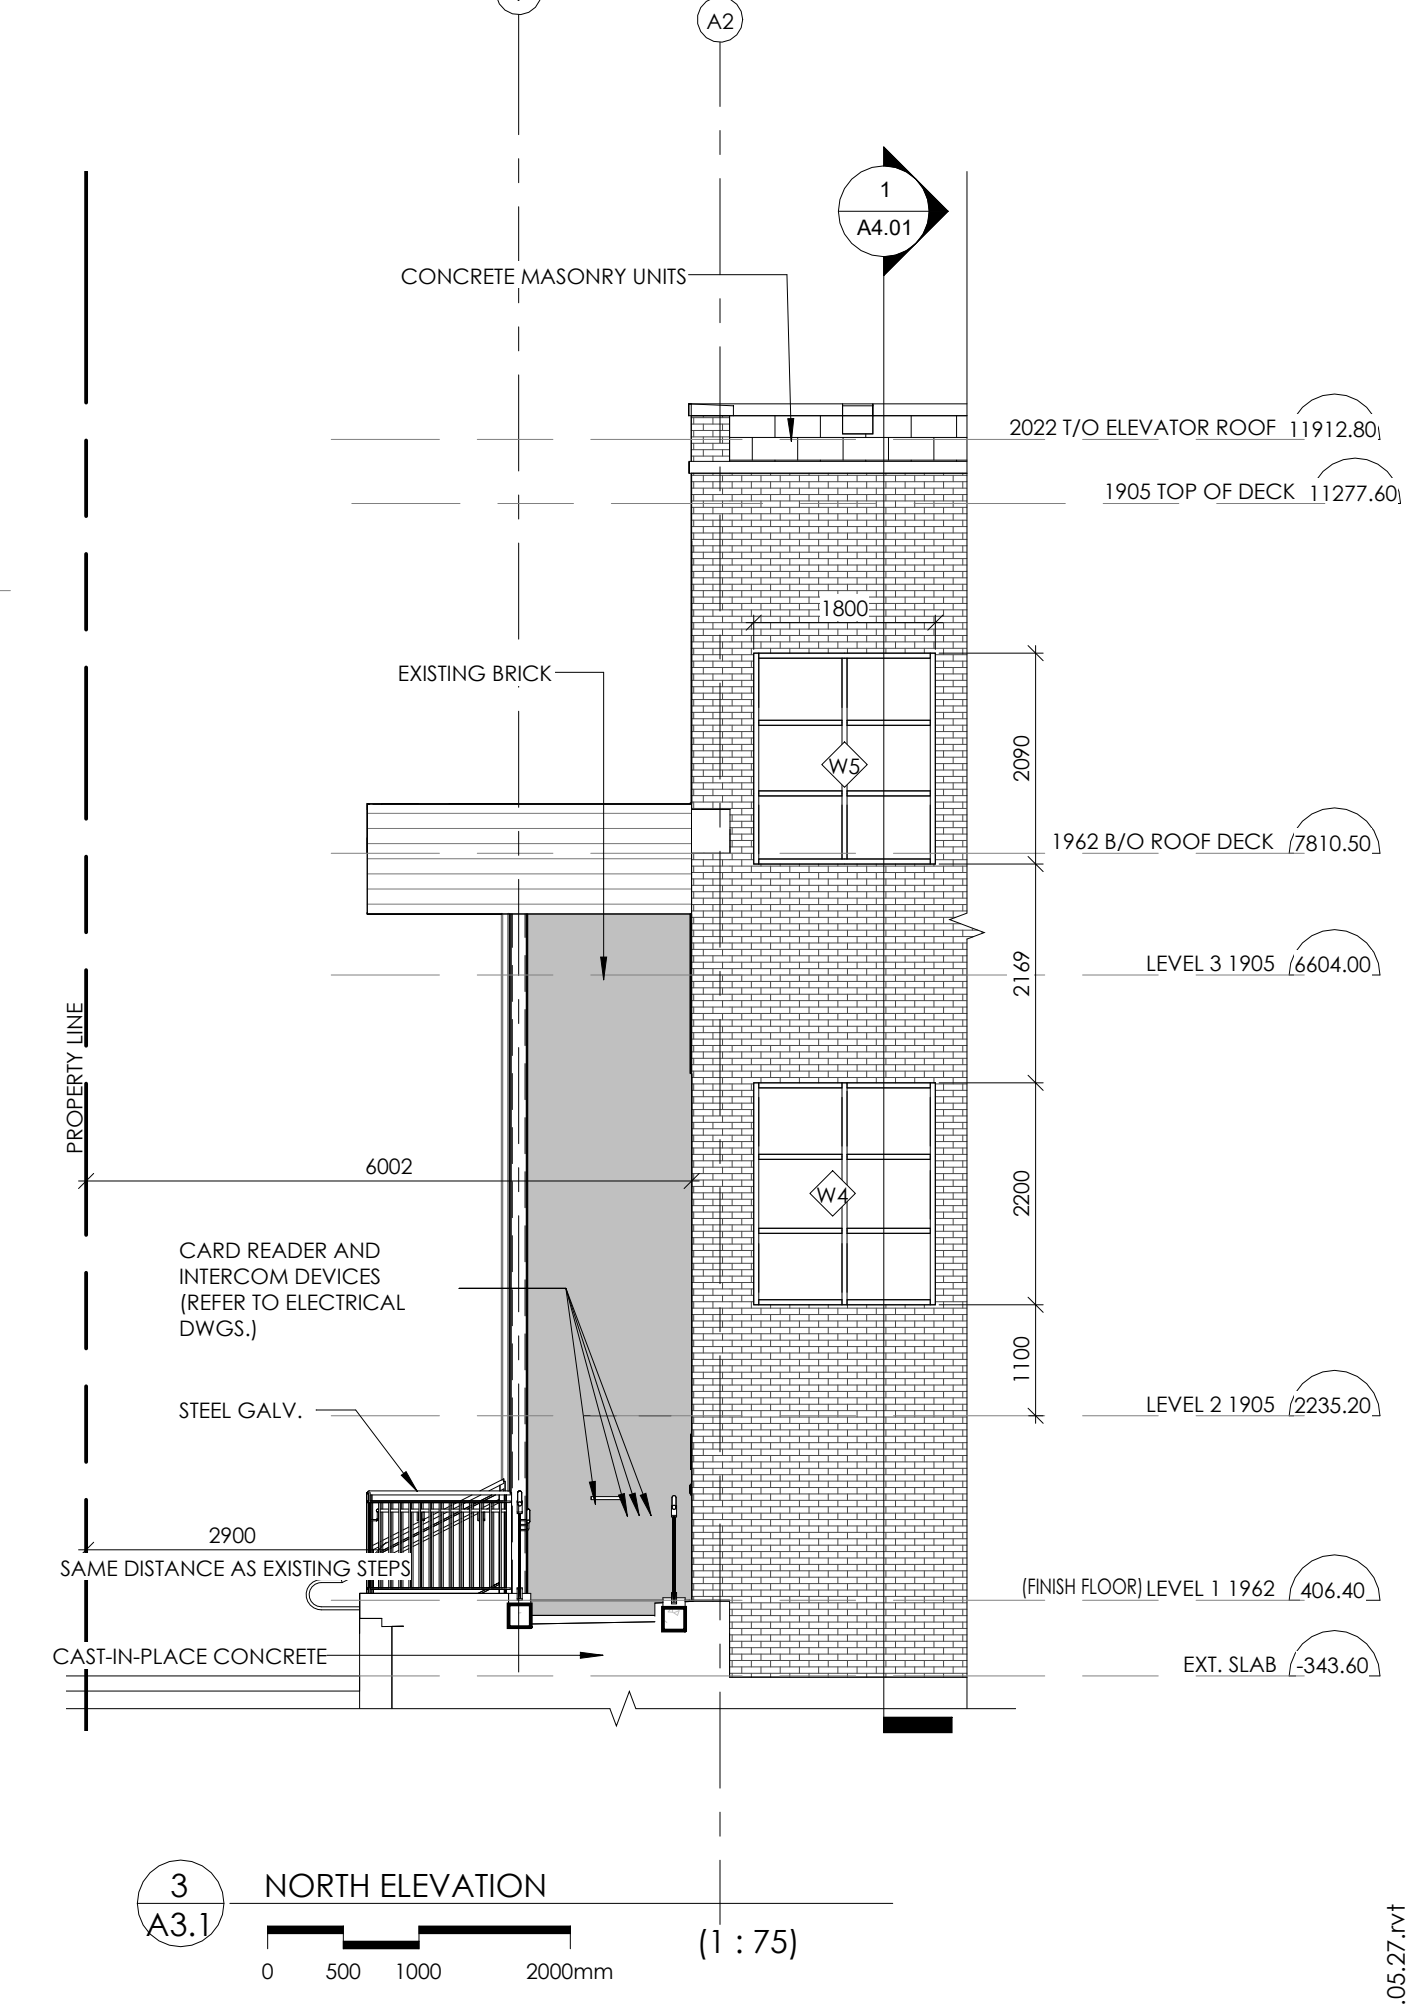 A2
1
A4.01
CONCRETE MASONRY UNITS
2022 T/O ELEVATOR ROOF 11912.80
1905 TOP OF DECK 11277.60
1800
EXISTING BRICK
2090
W5
1962 B/O ROOF DECK 7810.50
LEVEL 3 1905 6604.00
2169
PROPERTY LINE
6002
W4
2200
CARD READER AND
INTERCOM DEVICES
(REFER TO ELECTRICAL
DWGS.)
1100
STEEL GALV.
LEVEL 2 1905 2235.20
2900
SAME DISTANCE AS EXISTING STEPS
(FINISH FLOOR) LEVEL 1 1962 406.40
CAST-IN-PLACE CONCRETE
EXT. SLAB -343.60
3
A3.1
NORTH ELEVATION
(1 : 75)
0 500 1000 2000mm
.05.27.rvt